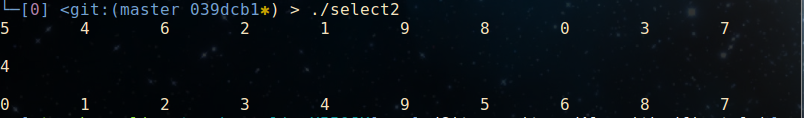 └─[0] <git:(master 039dcb1✱) > ./select2
5 4 6 2 1 9 8 0 3 7
4
0 1 2 3 4 9 5 6 8 7